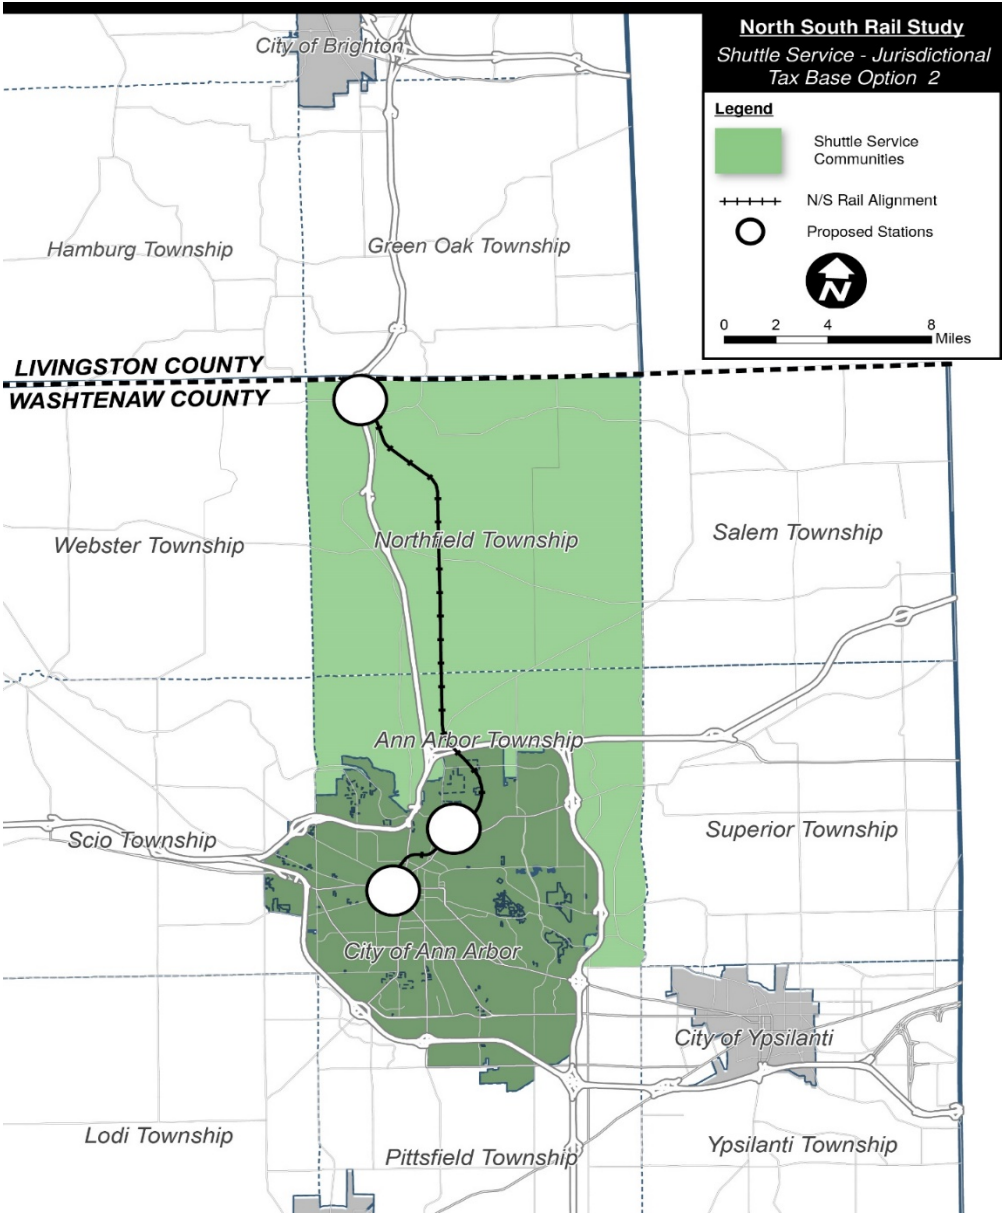 North South Rail Study
Shuttle Service - Jurisdictional
Tax Base Option 2
Legend
Shuttle Service
Communities
N/S Rail Alignment
Proposed Stations
N
0 2 4 8
Miles
City of Brighton
Hamburg Township
Green Oak Township
LIVINGSTON COUNTY
WASHTENAW COUNTY
Webster Township
Northfield Township
Salem Township
Ann Arbor Township
Scio Township
Superior Township
City of Ann Arbor
City of Ypsilanti
Lodi Township
Pittsfield Township
Ypsilanti Township